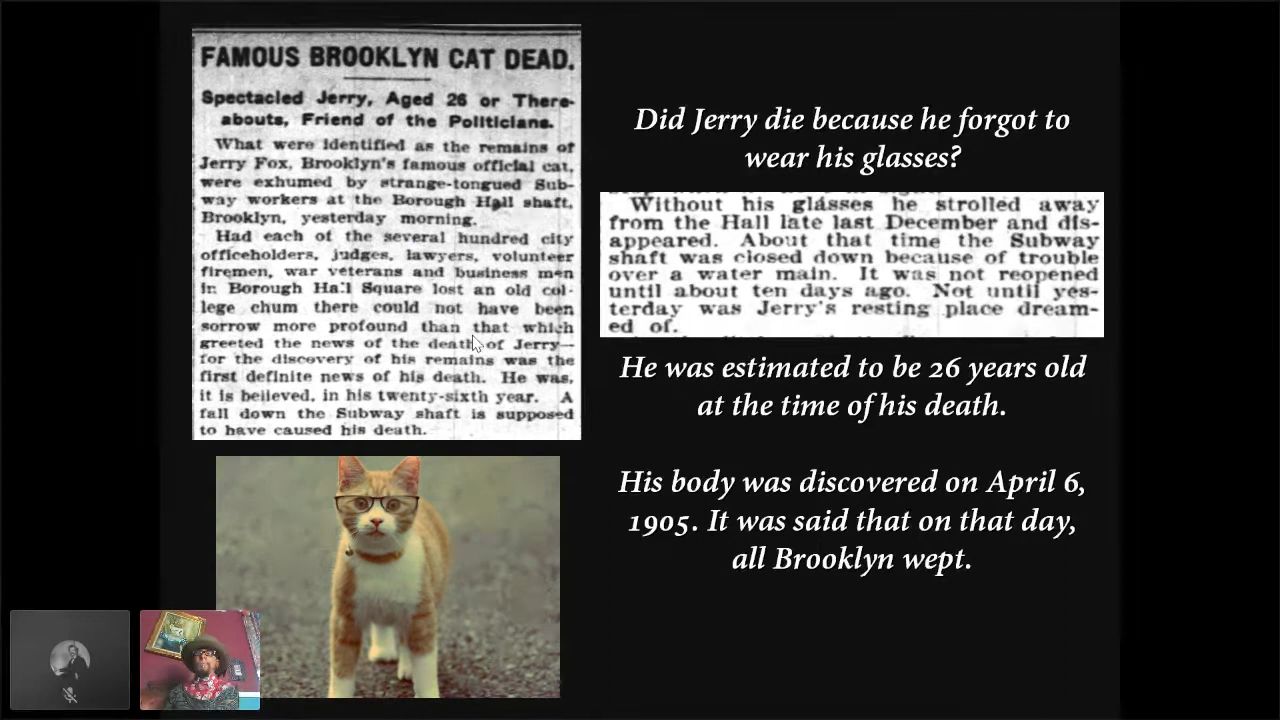 FAMOUS BROOKLYN CAT DEAD.
Spectacled Jerry, Aged 26 or There-
abouts, Friend of the Politicians.
What were identified as the remains of
Jerry Fox, Brooklyn's famous official cat,
were exhumed by strange-tongued Sub-
way workers at the Borough Hall shaft,
Brooklyn, yesterday morning.
Had each of the several hundred city
officeholders, judges, lawyers, volunteer
firemen, war veterans and business men
in Borough Hall Square lost an old col-
lege chum there could not have been
sorrow more profound than that which
greeted the news of the death of Jerry—
for the discovery of his remains was the
first definite news of his death. He was,
it is believed, in his twenty-sixth year. A
fall down the Subway shaft is supposed
to have caused his death.
Did Jerry die because he forgot to
wear his glasses?
Without his glasses he strolled away
from the Hall late last December and dis-
appeared. About that time the Subway
shaft was closed down because of trouble
over a water main. It was not reopened
until about ten days ago. Not until yes-
terday was Jerry's resting place dream-
ed of.
He was estimated to be 26 years old
at the time of his death.
His body was discovered on April 6,
1905. It was said that on that day,
all Brooklyn wept.